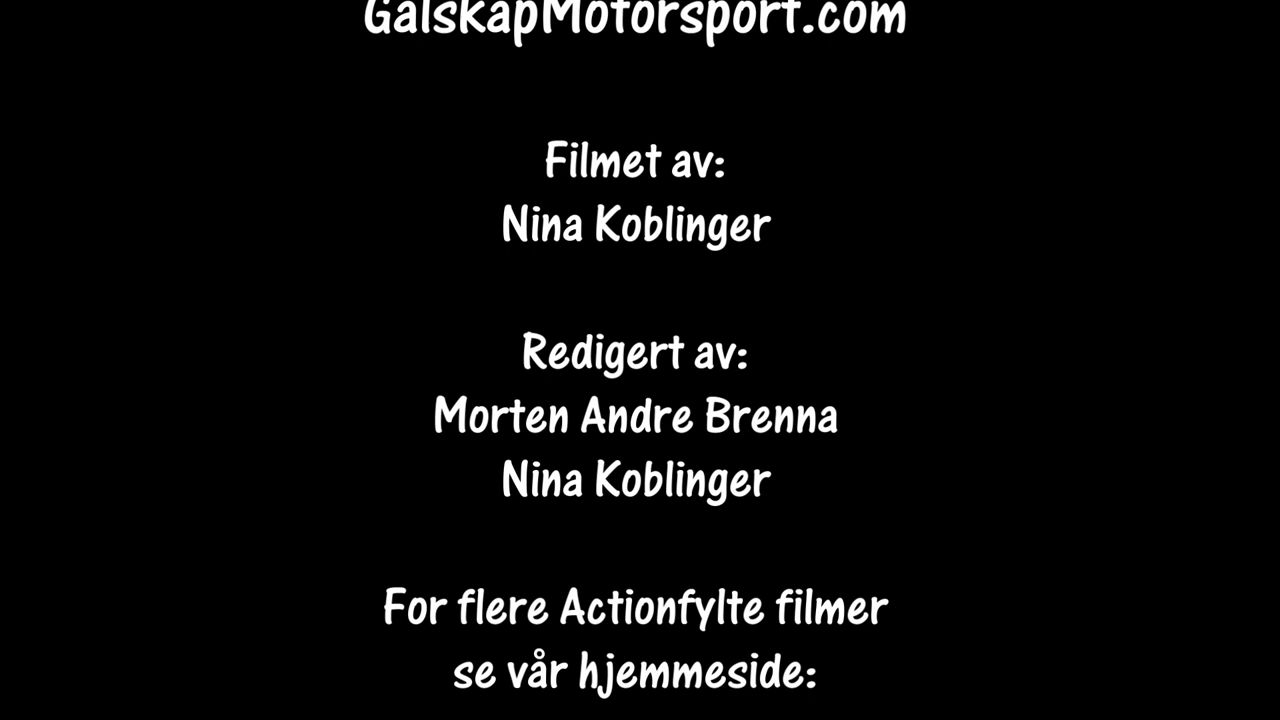 GalskapMotorsport.com
Filmet av:
Nina Koblinger
Redigert av:
Morten Andre Brenna
Nina Koblinger
For flere Actionfylte filmer
se vår hjemmeside: